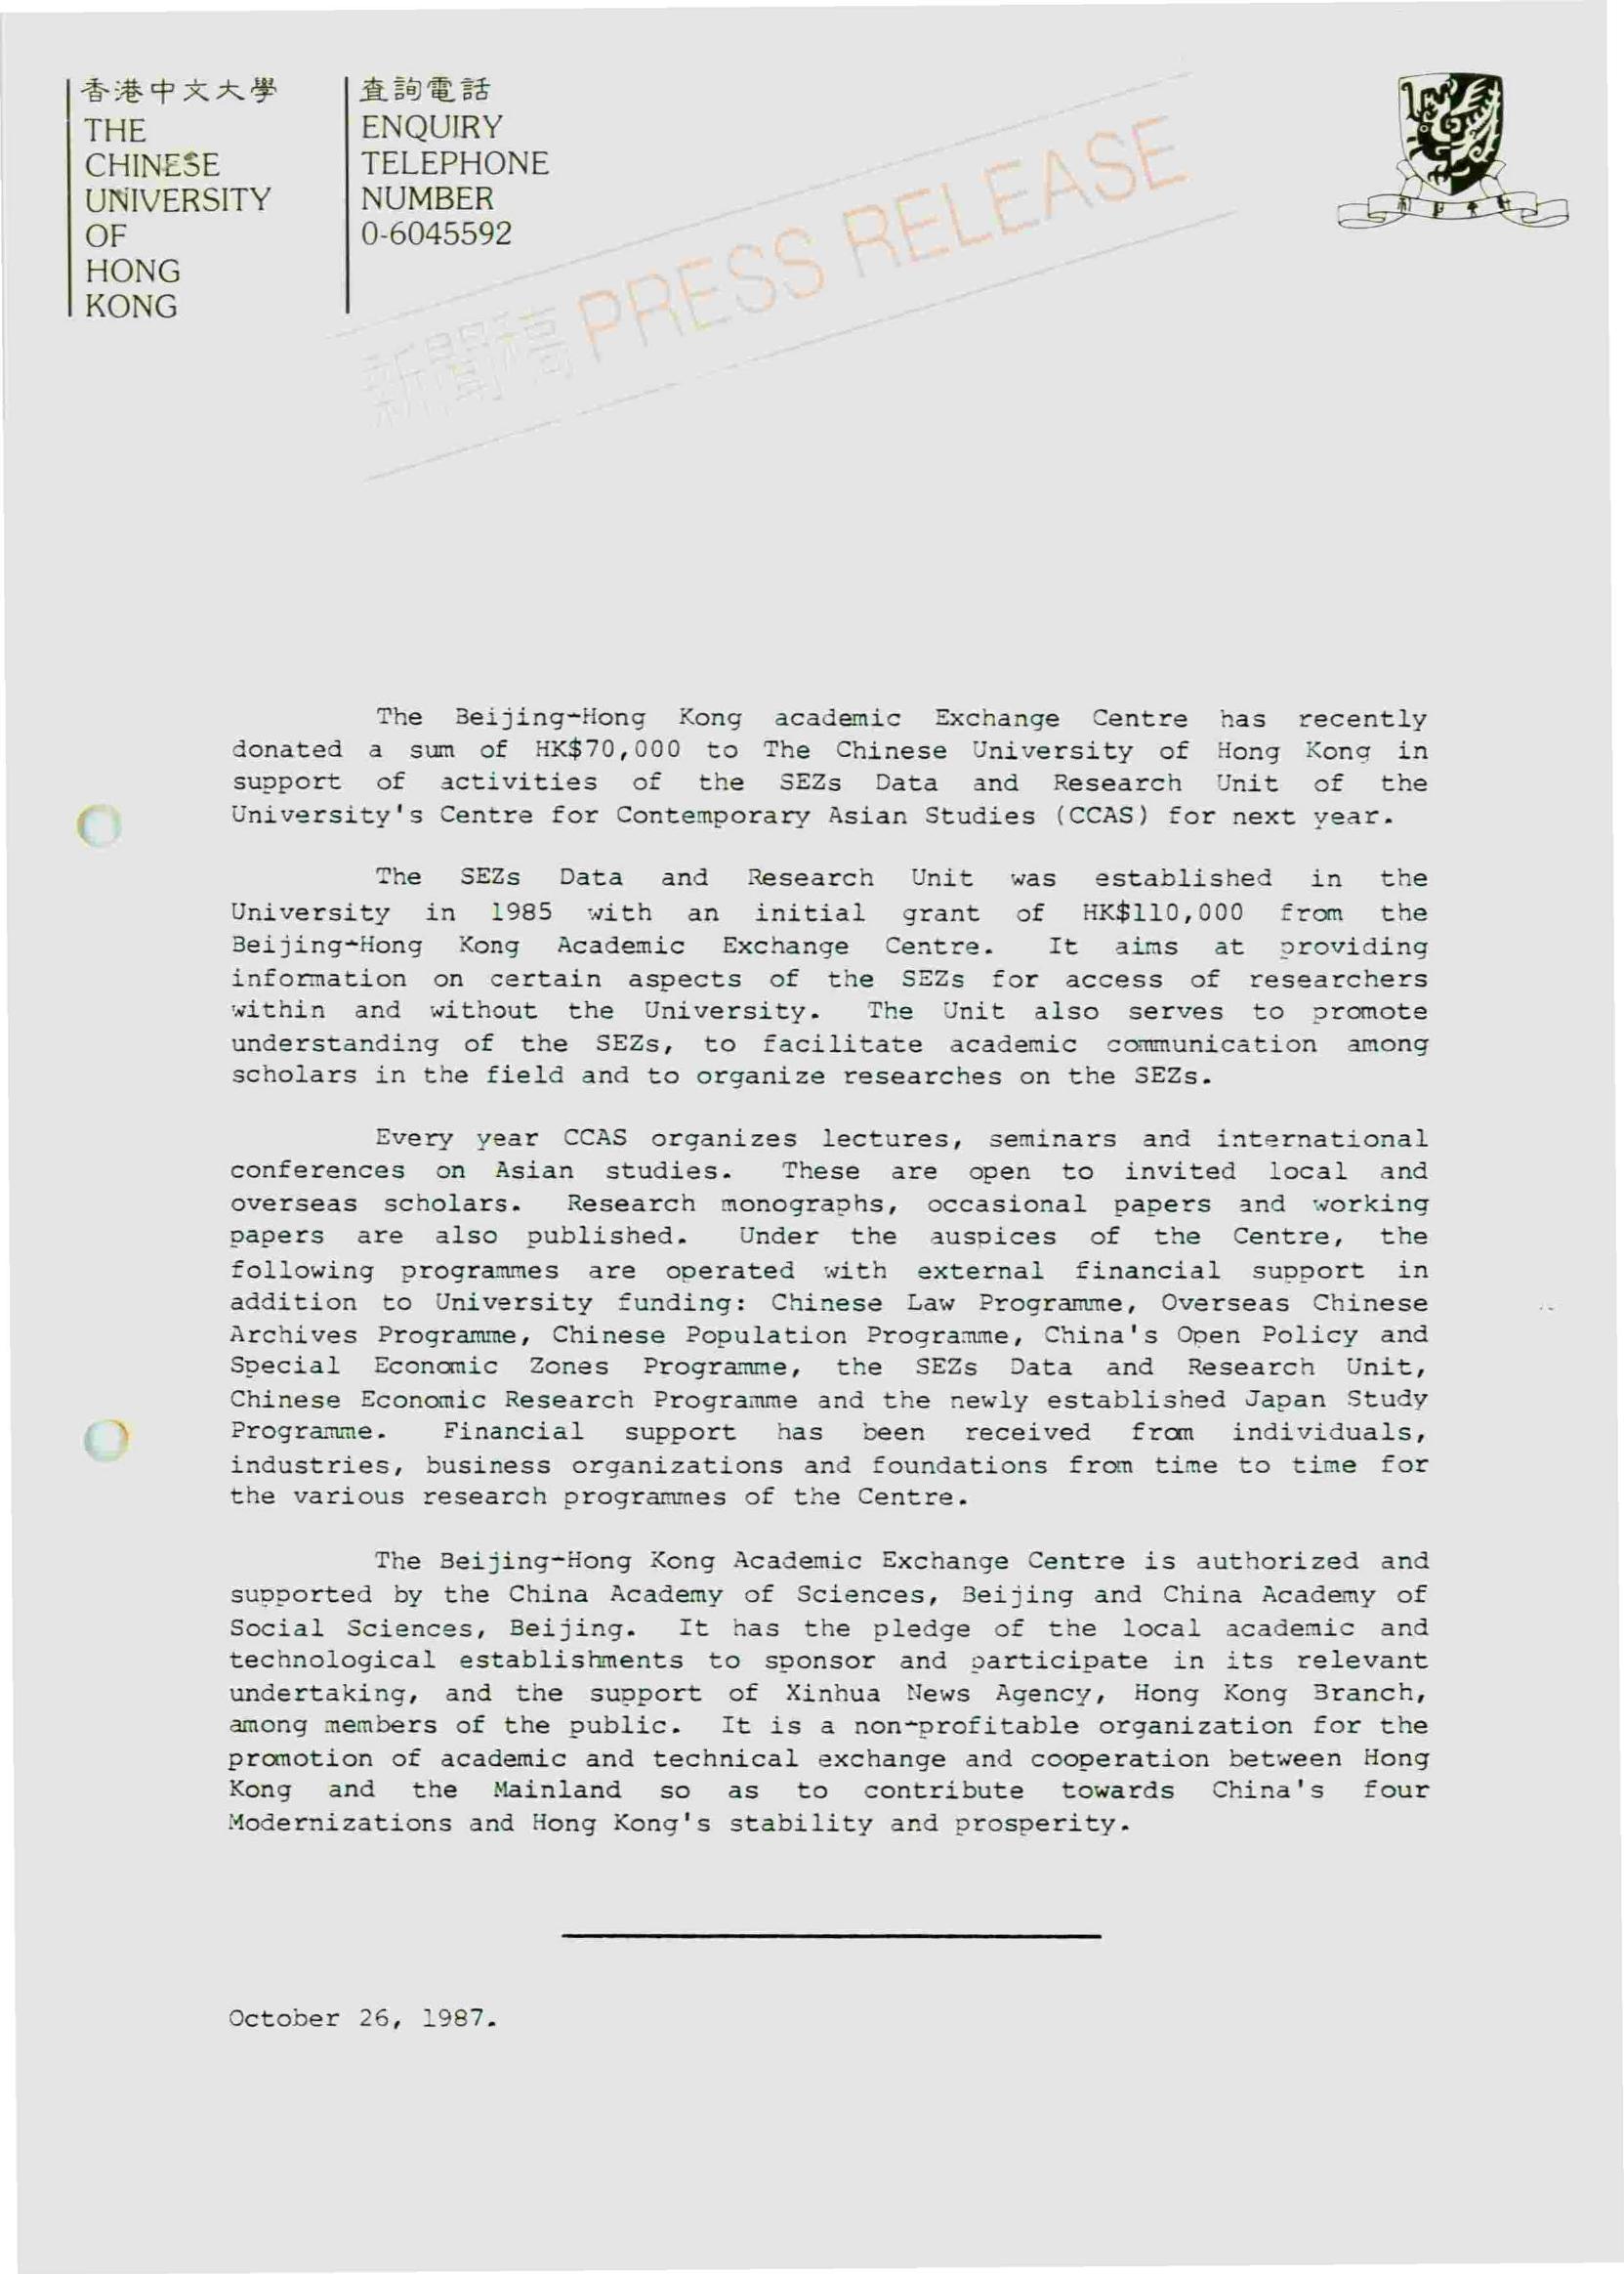 香港中文大學
THE
CHINESE
UNIVERSITY
OF
HONG
KONG
查詢電話
ENQUIRY
TELEPHONE
NUMBER
0-6045592
新聞稿 PRESS RELEASE
The Beijing-Hong Kong academic Exchange Centre has recently
donated a sum of HK$70,000 to The Chinese University of Hong Kong in
support of activities of the SEZs Data and Research Unit of the
University's Centre for Contemporary Asian Studies (CCAS) for next year.
The SEZs Data and Research Unit was established in the
University in 1985 with an initial grant of HK$110,000 from the
Beijing-Hong Kong Academic Exchange Centre. It aims at providing
information on certain aspects of the SEZs for access of researchers
within and without the University. The Unit also serves to promote
understanding of the SEZs, to facilitate academic communication among
scholars in the field and to organize researches on the SEZs.
Every year CCAS organizes lectures, seminars and international
conferences on Asian studies. These are open to invited local and
overseas scholars. Research monographs, occasional papers and working
papers are also published. Under the auspices of the Centre, the
following programmes are operated with external financial support in
addition to University funding: Chinese Law Programme, Overseas Chinese
Archives Programme, Chinese Population Programme, China's Open Policy and
Special Economic Zones Programme, the SEZs Data and Research Unit,
Chinese Economic Research Programme and the newly established Japan Study
Programme. Financial support has been received from individuals,
industries, business organizations and foundations from time to time for
the various research programmes of the Centre.
The Beijing-Hong Kong Academic Exchange Centre is authorized and
supported by the China Academy of Sciences, Beijing and China Academy of
Social Sciences, Beijing. It has the pledge of the local academic and
technological establishments to sponsor and participate in its relevant
undertaking, and the support of Xinhua News Agency, Hong Kong Branch,
among members of the public. It is a non-profitable organization for the
promotion of academic and technical exchange and cooperation between Hong
Kong and the Mainland so as to contribute towards China's four
Modernizations and Hong Kong's stability and prosperity.
October 26, 1987.